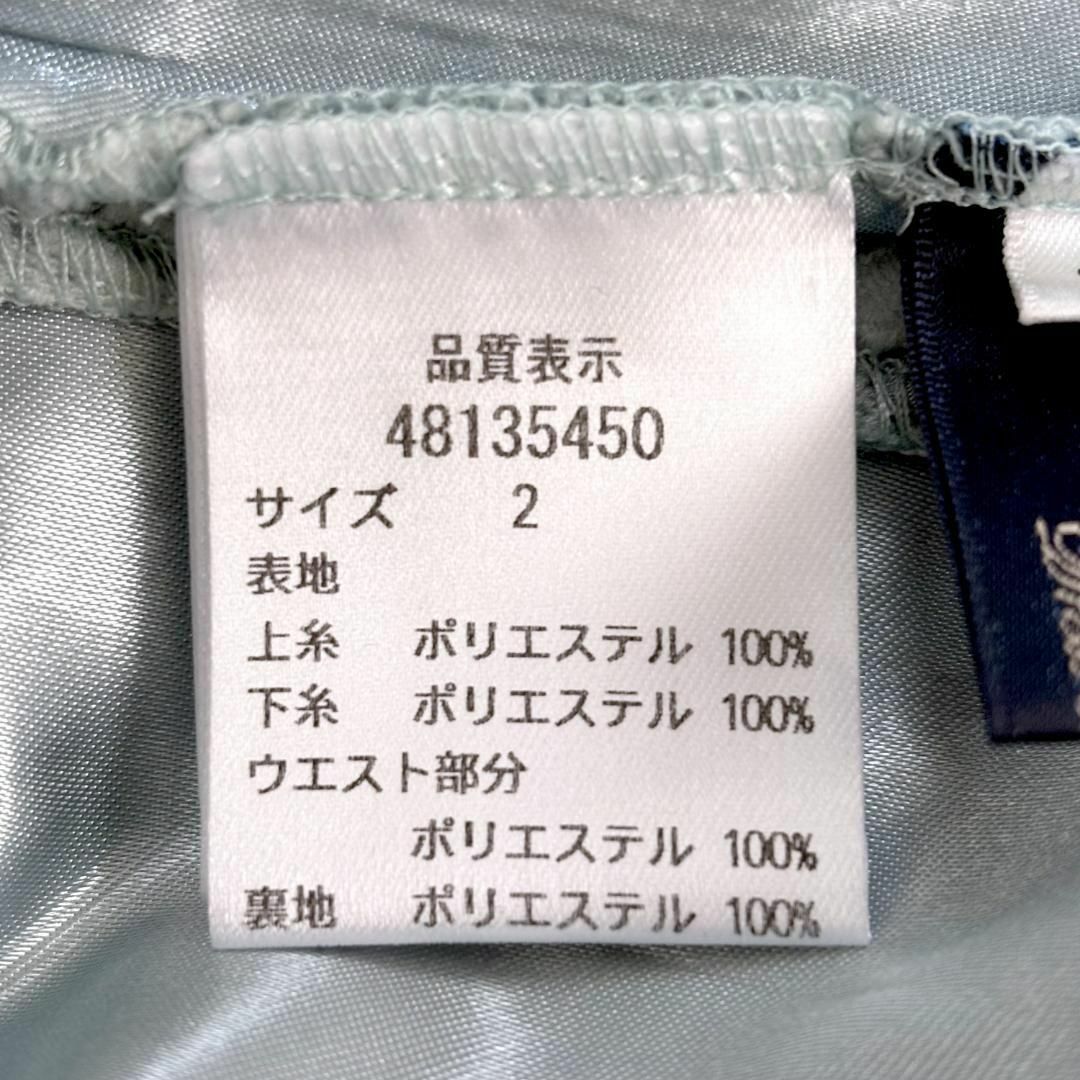 品質表示
48135450
サイズ 2
表地
上糸 ポリエステル 100%
下糸 ポリエステル 100%
ウエスト部分
ポリエステル 100%
裏地 ポリエステル 100%